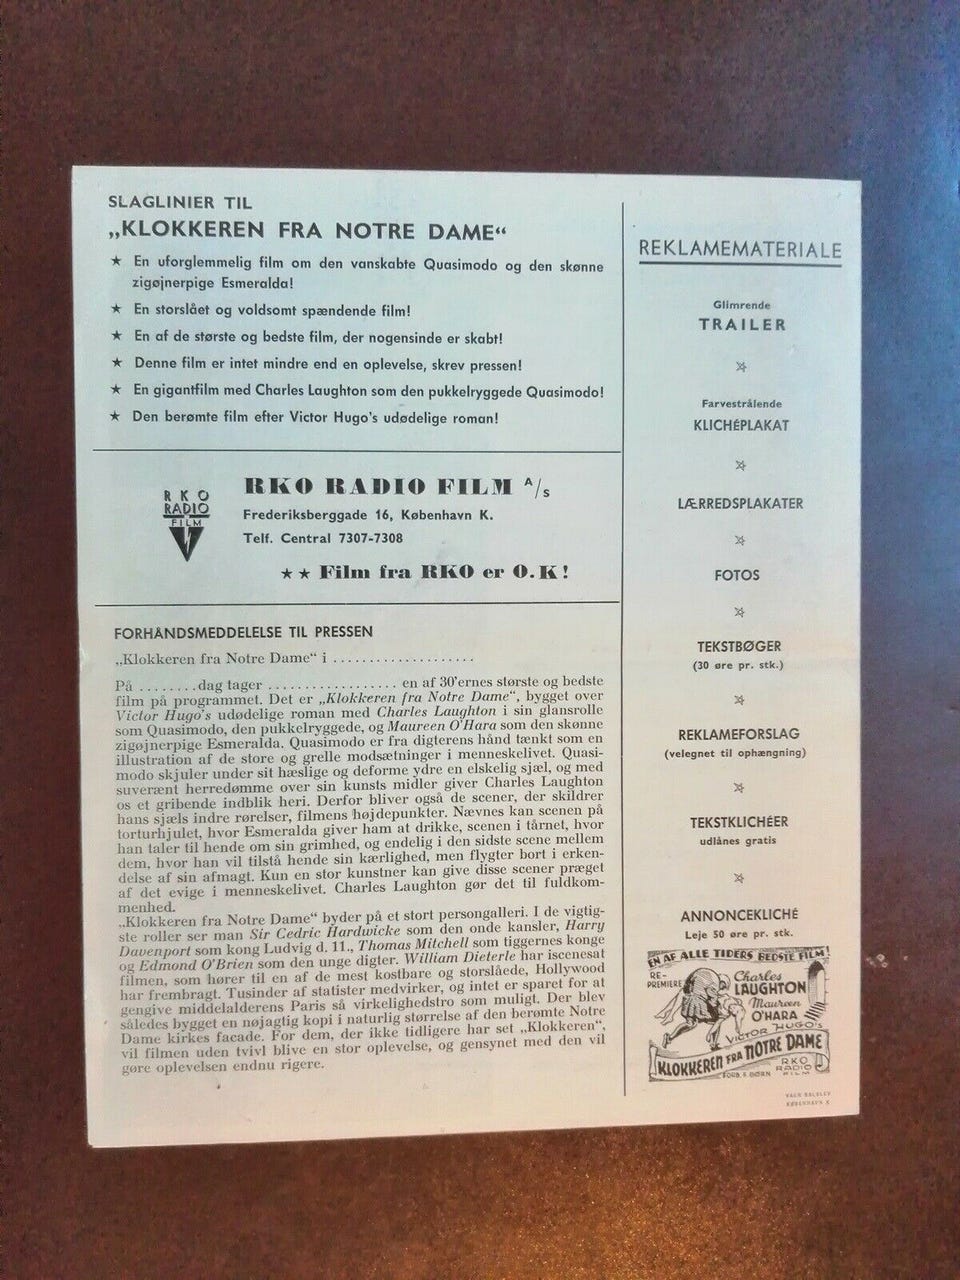 SLAGLINIER TIL
„KLOKKEREN FRA NOTRE DAME“
★ En uforglemmelig film om den vanskabte Quasimodo og den skønne
zigøjnerpige Esmeralda!
★ En storslået og voldsomt spændende film!
★ En af de største og bedste film, der nogensinde er skabt!
★ Denne film er intet mindre end en oplevelse, skrev pressen!
★ En gigantfilm med Charles Laughton som den pukkelryggede Quasimodo!
★ Den berømte film efter Victor Hugo's udødelige roman!
RKO
RADIO
FILM
RKO RADIO FILM A/S
Frederiksberggade 16, København K.
Telf. Central 7307-7308
★★ Film fra RKO er O.K!
FORHÅNDSMEDDELELSE TIL PRESSEN
„Klokkeren fra Notre Dame“ i ....................
På ........dag tager .................. en af 30'ernes største og bedste
film på programmet. Det er „Klokkeren fra Notre Dame“, bygget over
Victor Hugo's udødelige roman med Charles Laughton i sin glansrolle
som Quasimodo, den pukkelryggede, og Maureen O'Hara som den skønne
zigøjnerpige Esmeralda. Quasimodo er fra digterens hånd tænkt som en
illustration af de store og grelle modsætninger i menneskelivet. Quasi-
modo skjuler under sit hæslige og deforme ydre en elskelig sjæl, og med
suverænt herredømme over sin kunsts midler giver Charles Laughton
os et gribende indblik heri. Derfor bliver også de scener, der skildrer
hans sjæls indre rørelser, filmens højdepunkter. Nævnes kan scenen på
torturhjulet, hvor Esmeralda giver ham at drikke, scenen i tårnet, hvor
han taler til hende om sin grimhed, og endelig i den sidste scene mellem
dem, hvor han vil tilstå hende sin kærlighed, men flygter bort i erken-
delse af sin afmagt. Kun en stor kunstner kan give disse scener præget
af det evige i menneskelivet. Charles Laughton gør det til fuldkom-
menhed.
„Klokkeren fra Notre Dame“ byder på et stort persongalleri. I de vigtig-
ste roller ser man Sir Cedric Hardwicke som den onde kansler, Harry
Davenport som kong Ludvig d. 11., Thomas Mitchell som tiggernes konge
og Edmond O'Brien som den unge digter. William Dieterle har iscenesat
filmen, som hører til en af de mest kostbare og storslåede, Hollywood
har frembragt. Tusinder af statister medvirker, og intet er sparet for at
gengive middelalderens Paris så virkelighedstro som muligt. Der blev
således bygget en nøjagtig kopi i naturlig størrelse af den berømte Notre
Dame kirkes facade. For dem, der ikke tidligere har set „Klokkeren“,
vil filmen uden tvivl blive en stor oplevelse, og gensynet med den vil
gøre oplevelsen endnu rigere.
REKLAMEMATERIALE
Glimrende
TRAILER
Farvestrålende
KLICHÉPLAKAT
LÆRREDSPLAKATER
FOTOS
TEKSTBØGER
(30 øre pr. stk.)
REKLAMEFORSLAG
(velegnet til ophængning)
TEKSTKLICHÉER
udlånes gratis
ANNONCEKLICHÉ
Leje 50 øre pr. stk.
EN AF ALLE TIDERS BEDSTE FILM!
RE-
PREMIERE
Charles
LAUGHTON
Maureen
O'HARA
VICTOR HUGO'S
KLOKKEREN FRA NOTRE DAME
FORB. F. BØRN
RKO
RADIO
FILM
KØBENHAVN K